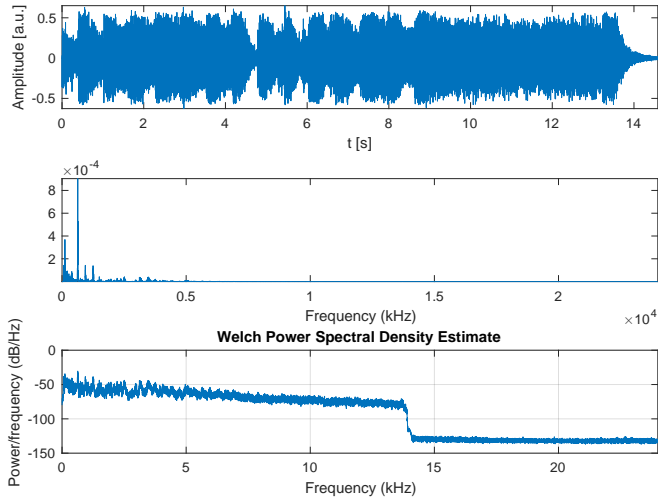 0.5
0
-0.5
Amplitude [a.u.]
0 2 4 6 8 10 12 14
t [s]
×10-4
8
6
4
2
0 0.5 1 1.5 2
Frequency (kHz)
×104
Welch Power Spectral Density Estimate
0
-50
-100
-150
Power/frequency (dB/Hz)
0 5 10 15 20
Frequency (kHz)